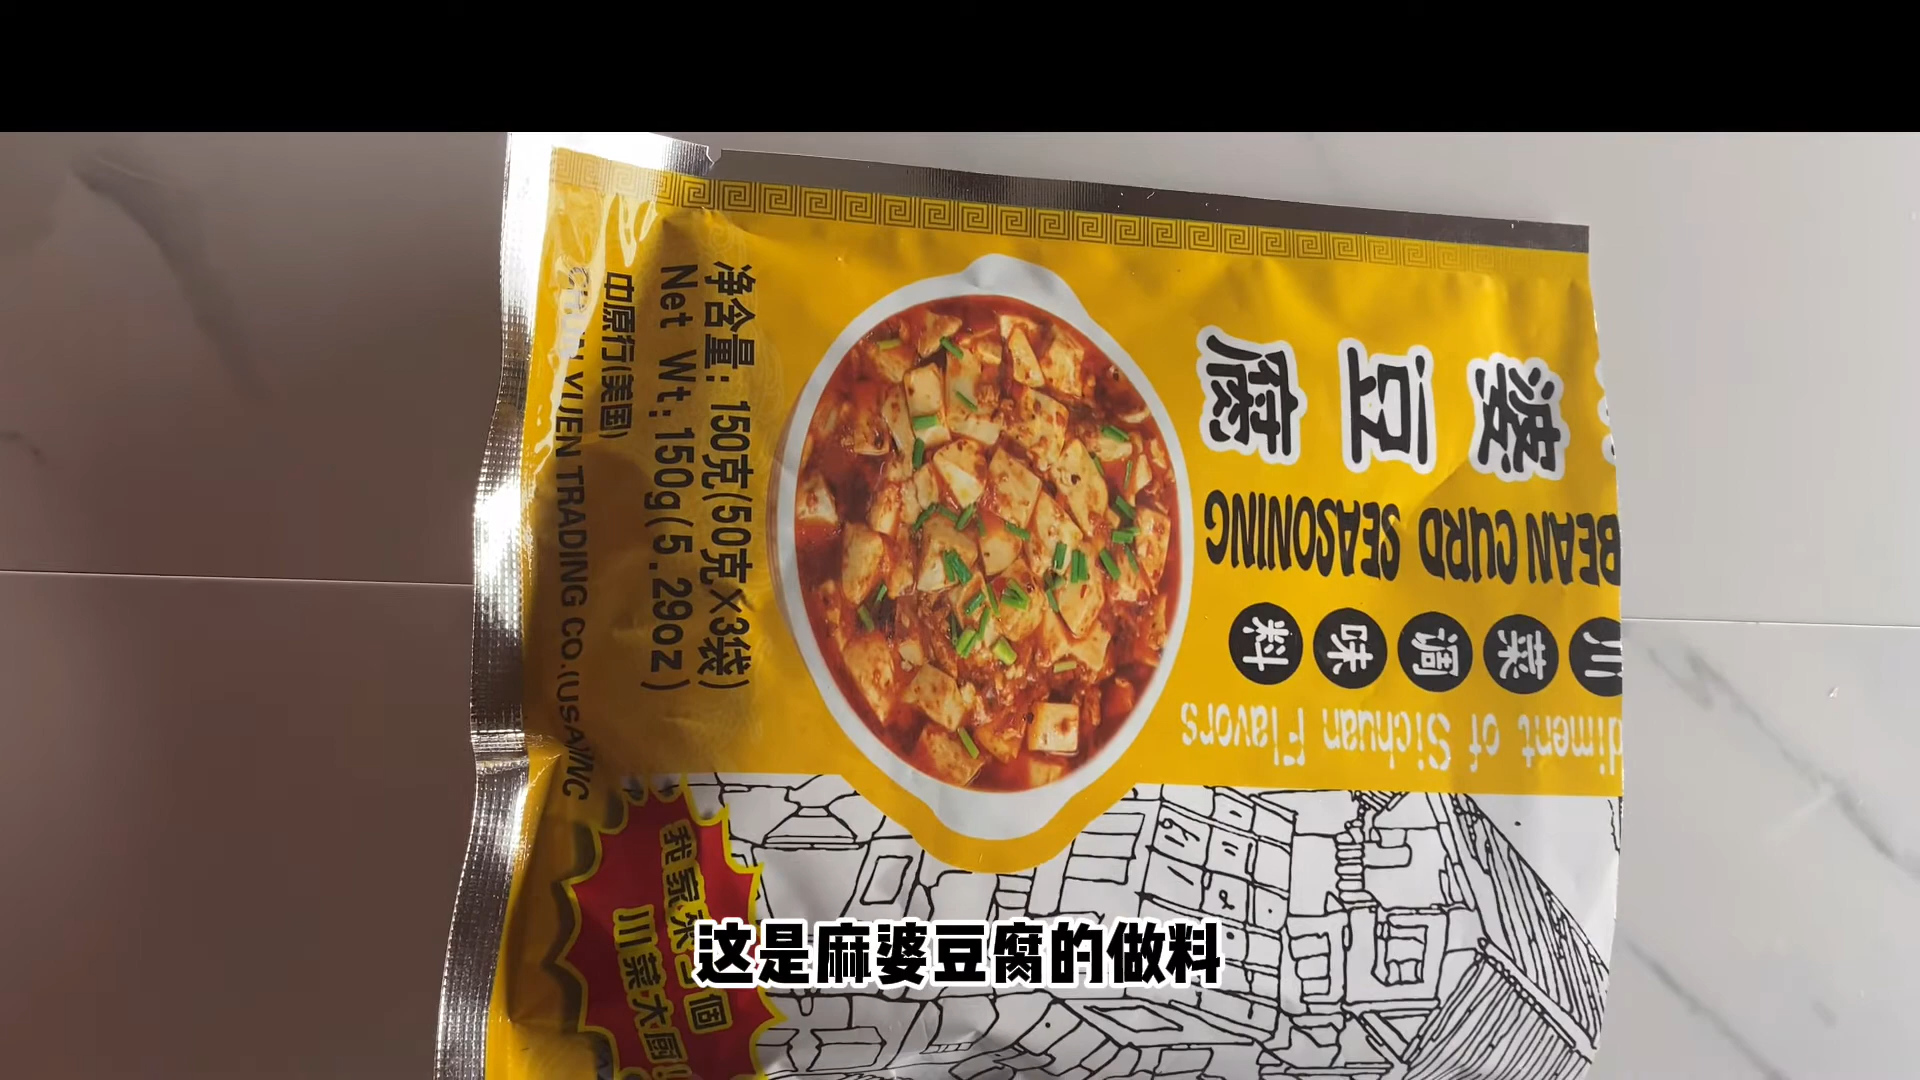 婆豆腐
BEAN CURD SEASONING
川菜调味料
diment of Sichuan Flavors
净含量：150克(50克×3袋)
Net Wt:150g(5.29oz)
中原行(美国)
YUEN TRADING CO.(USA)INC
我家
個
川菜大厨!
这是麻婆豆腐的做料